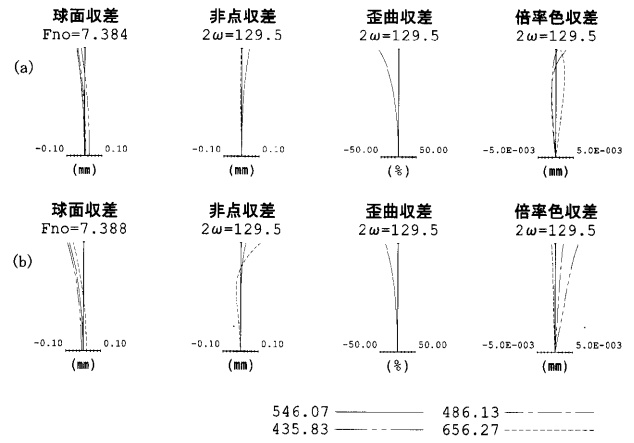 球面収差 非点収差 歪曲収差 倍率色収差
Fno=7.384 2ω=129.5 2ω=129.5 2ω=129.5
(a)
-0.10 0.10 -0.10 0.10 -50.00 50.00 -5.0E-003 5.0E-003
(mm) (mm) (%) (mm)
球面収差 非点収差 歪曲収差 倍率色収差
Fno=7.388 2ω=129.5 2ω=129.5 2ω=129.5
(b)
-0.10 0.10 -0.10 0.10 -50.00 50.00 -5.0E-003 5.0E-003
(mm) (mm) (%) (mm)
546.07 486.13
435.83 656.27